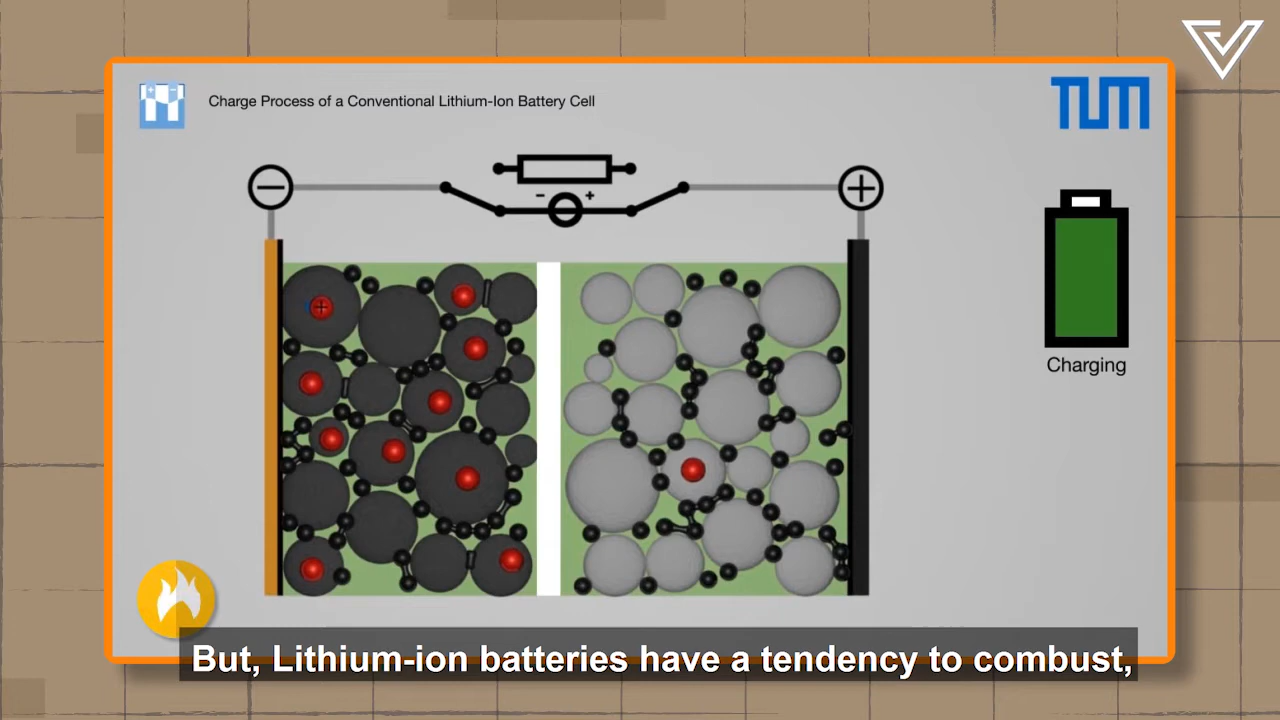 Charge Process of a Conventional Lithium-Ion Battery Cell
TUM
Charging
But, Lithium-ion batteries have a tendency to combust,